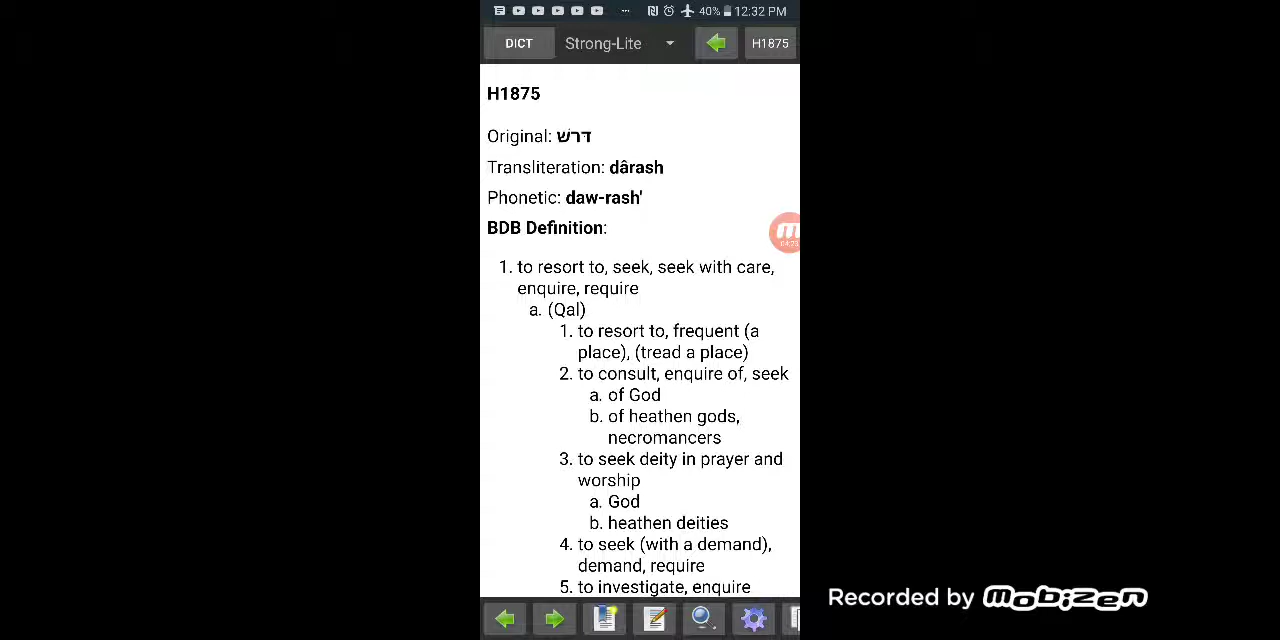 40% 12:32 PM
DICT Strong-Lite H1875
H1875
Original: דּרשׁ
Transliteration: dârash
Phonetic: daw-rash'
BDB Definition:
04:23
1. to resort to, seek, seek with care,
enquire, require
a. (Qal)
1. to resort to, frequent (a
place), (tread a place)
2. to consult, enquire of, seek
a. of God
b. of heathen gods,
necromancers
3. to seek deity in prayer and
worship
a. God
b. heathen deities
4. to seek (with a demand),
demand, require
5. to investigate, enquire
Recorded by mobizen